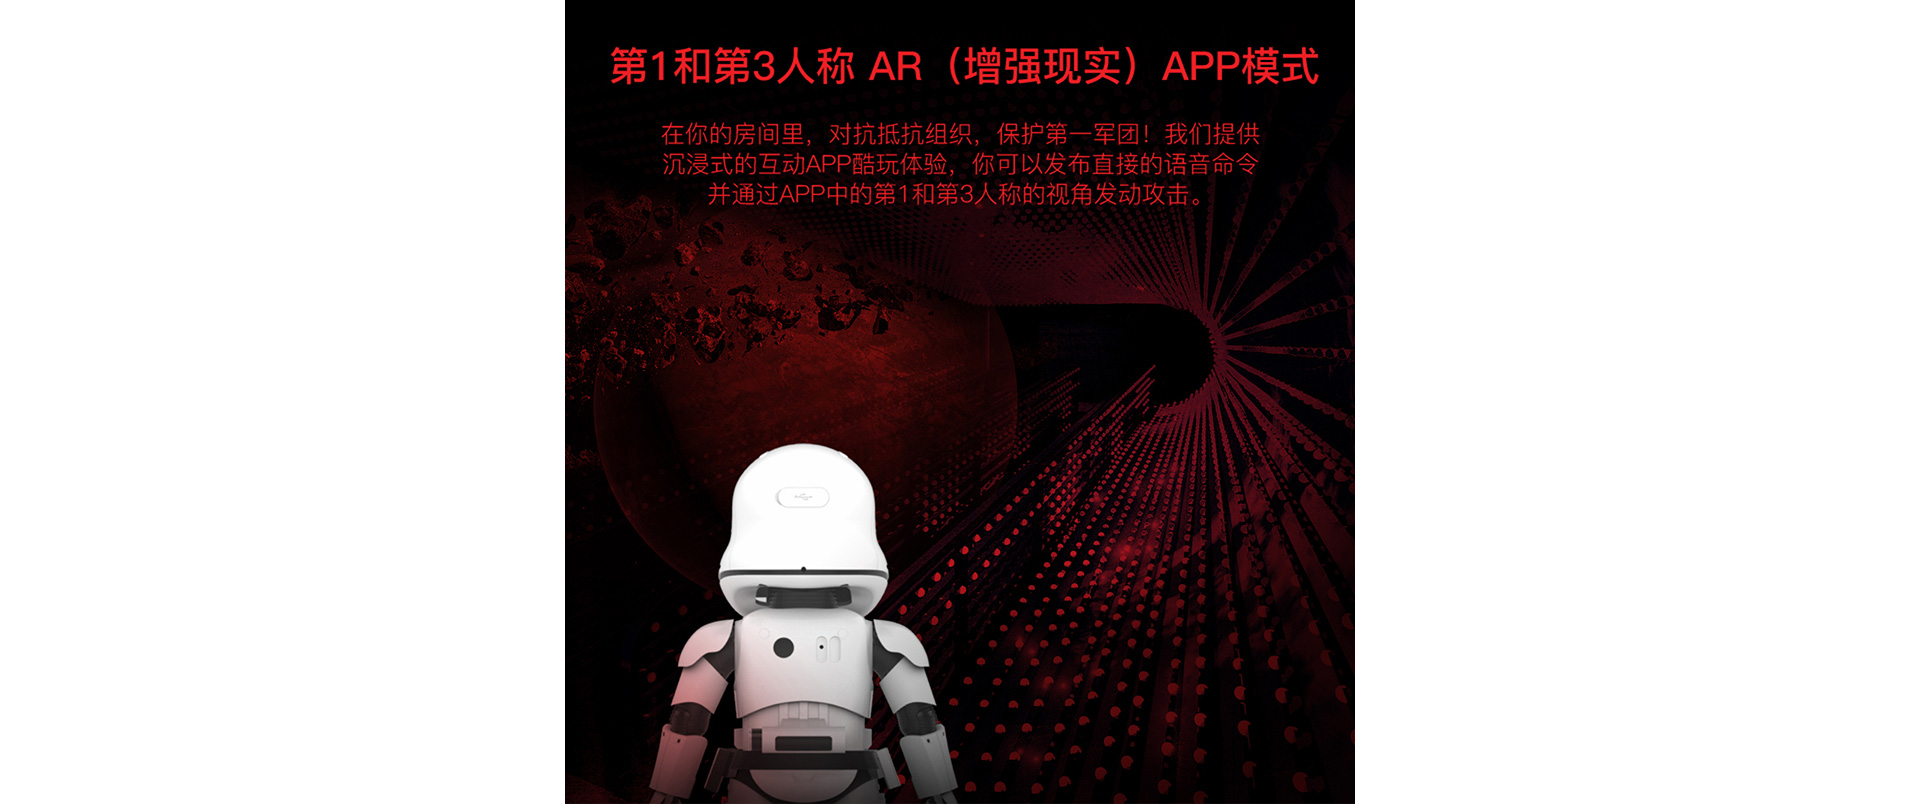 第1和第3人称 AR（增强现实）APP模式
在你的房间里，对抗抵抗组织，保护第一军团！我们提供
沉浸式的互动APP酷玩体验，你可以发布直接的语音命令
并通过APP中的第1和第3人称的视角发动攻击。